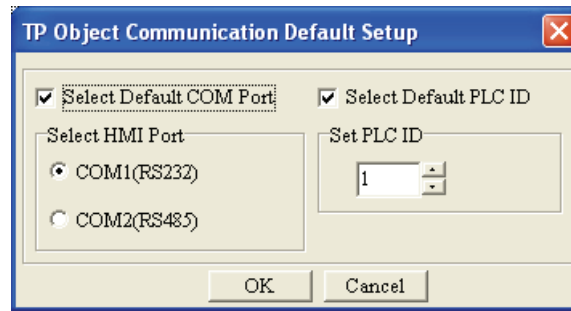 TP Object Communication Default Setup
Select Default COM Port
Select Default PLC ID
Select HMI Port
Set PLC ID
COM1(RS232)
1
COM2(RS485)
OK
Cancel